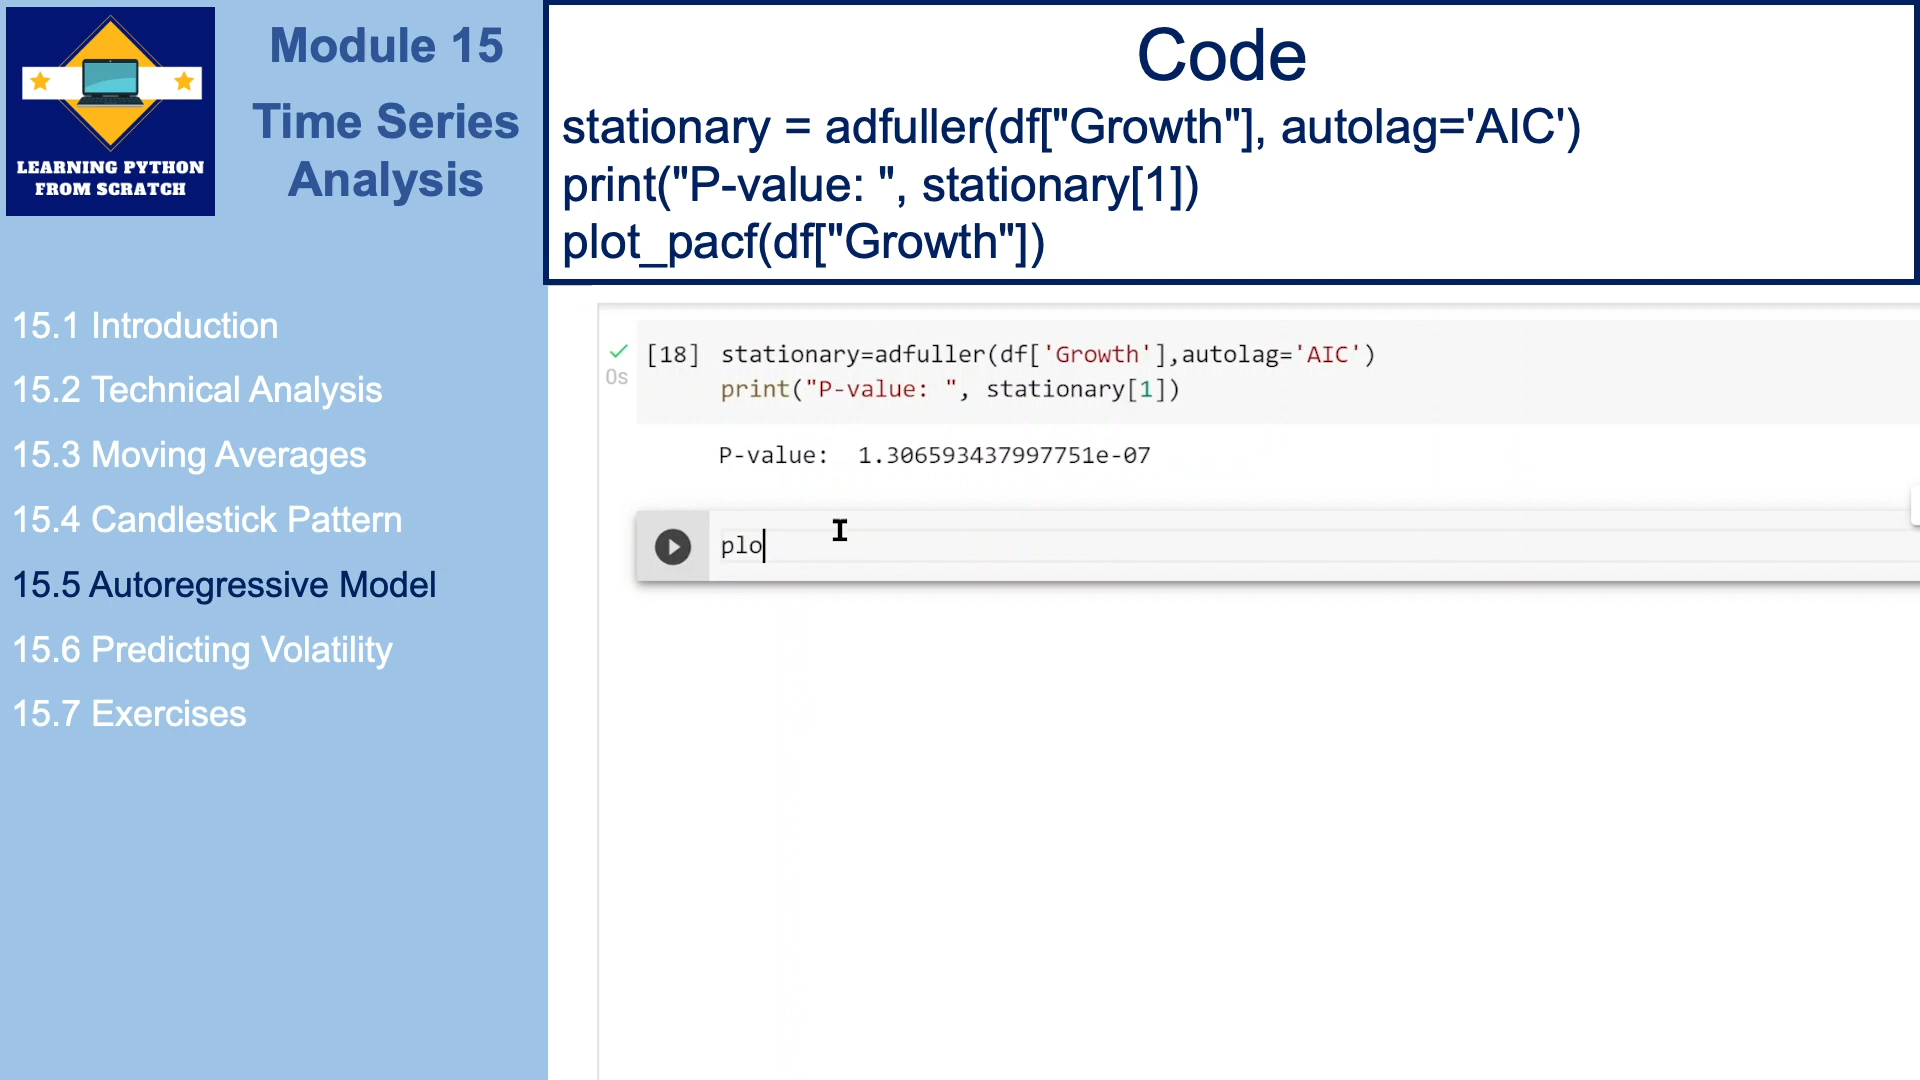 LEARNING PYTHON
FROM SCRATCH
Module 15
Time Series
Analysis
15.1 Introduction
15.2 Technical Analysis
15.3 Moving Averages
15.4 Candlestick Pattern
15.5 Autoregressive Model
15.6 Predicting Volatility
15.7 Exercises
Code
stationary = adfuller(df["Growth"], autolag='AIC')
print("P-value: ", stationary[1])
plot_pacf(df["Growth"])
[18] stationary=adfuller(df['Growth'],autolag='AIC')
0s
print("P-value: ", stationary[1])
P-value:  1.306593437997751e-07
plo